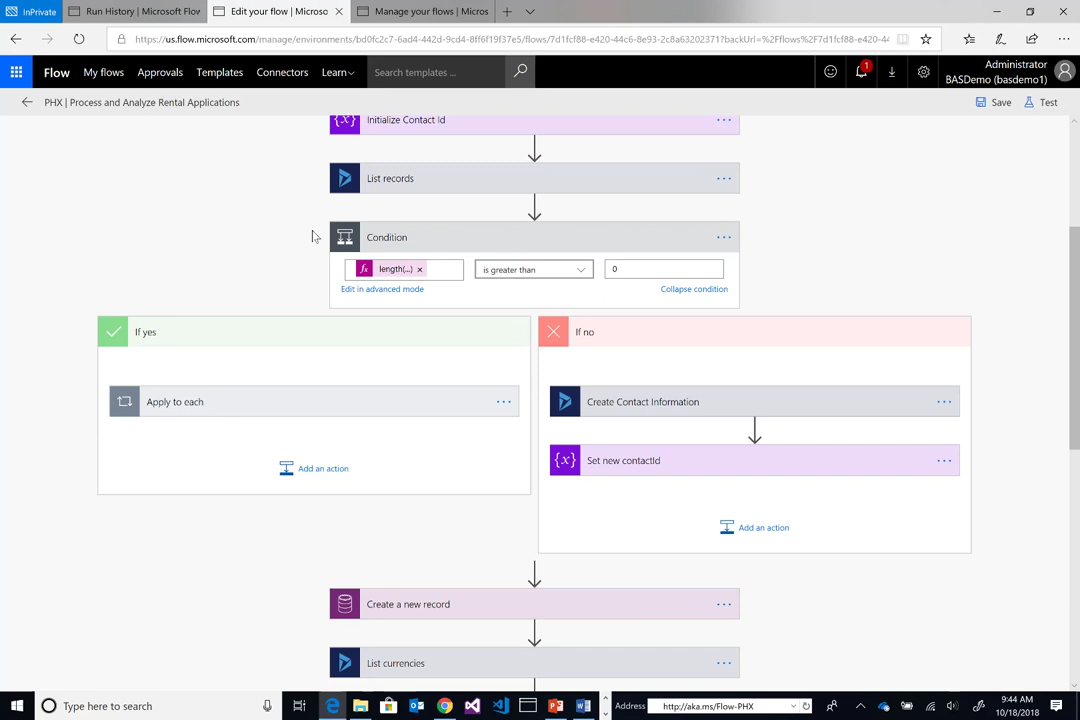 InPrivate
Run History | Microsoft Flow
Edit your flow | Microso
Manage your flows | Micros
https://us.flow.microsoft.com/manage/environments/bd0fc2c7-6ad4-442d-9cd4-8ff6f19f37e5/flows/7d1fcf88-e420-44c6-8e93-2c8a63202371?backUrl=%2Fflows%2F7d1fcf88-e420-44
Flow
My flows
Approvals
Templates
Connectors
Learn
Search templates ...
1
Administrator
BASDemo (basdemo1)
PHX | Process and Analyze Rental Applications
Save
Test
{x}
Initialize Contact Id
List records
Condition
fx
length(...)
is greater than
0
Edit in advanced mode
Collapse condition
If yes
If no
Apply to each
Create Contact Information
{x}
Set new contactId
Add an action
Add an action
Create a new record
List currencies
Type here to search
Address
http://aka.ms/Flow-PHX
9:44 AM
10/18/2018